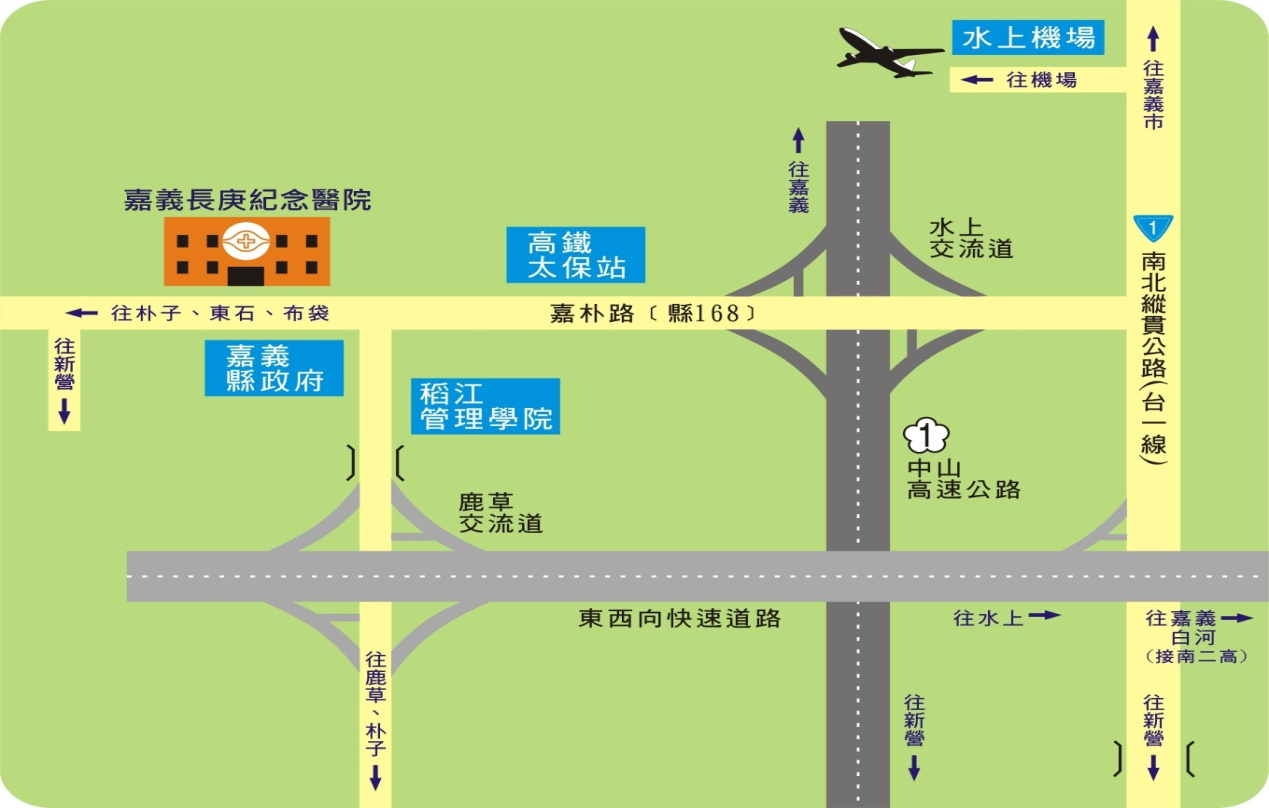 水上機場
往機場
往嘉義市
往嘉義
嘉義長庚紀念醫院
高鐵
太保站
水上
交流道
1
南北縱貫公路(台一線)
往朴子、東石、布袋
嘉朴路〔縣168〕
往新營
嘉義
縣政府
稻江
管理學院
1
中山
高速公路
鹿草
交流道
東西向快速道路
往水上
往嘉義
白河
(接南二高)
往鹿草、朴子
往新營
往新營